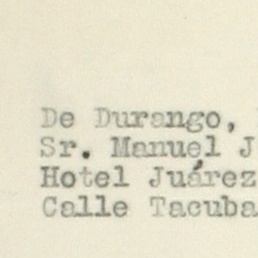 De Durango,
Sr. Manuel J
Hotel Juárez
Calle Tacuba